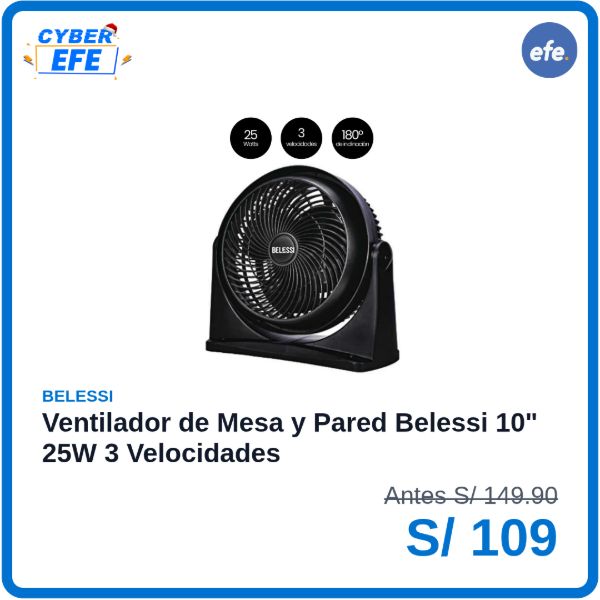 CYBER
EFE
efe.
25
Watts
3
velocidades
180º
de inclinación
BELESSI
BELESSI
Ventilador de Mesa y Pared Belessi 10"
25W 3 Velocidades
Antes S/ 149.90
S/ 109